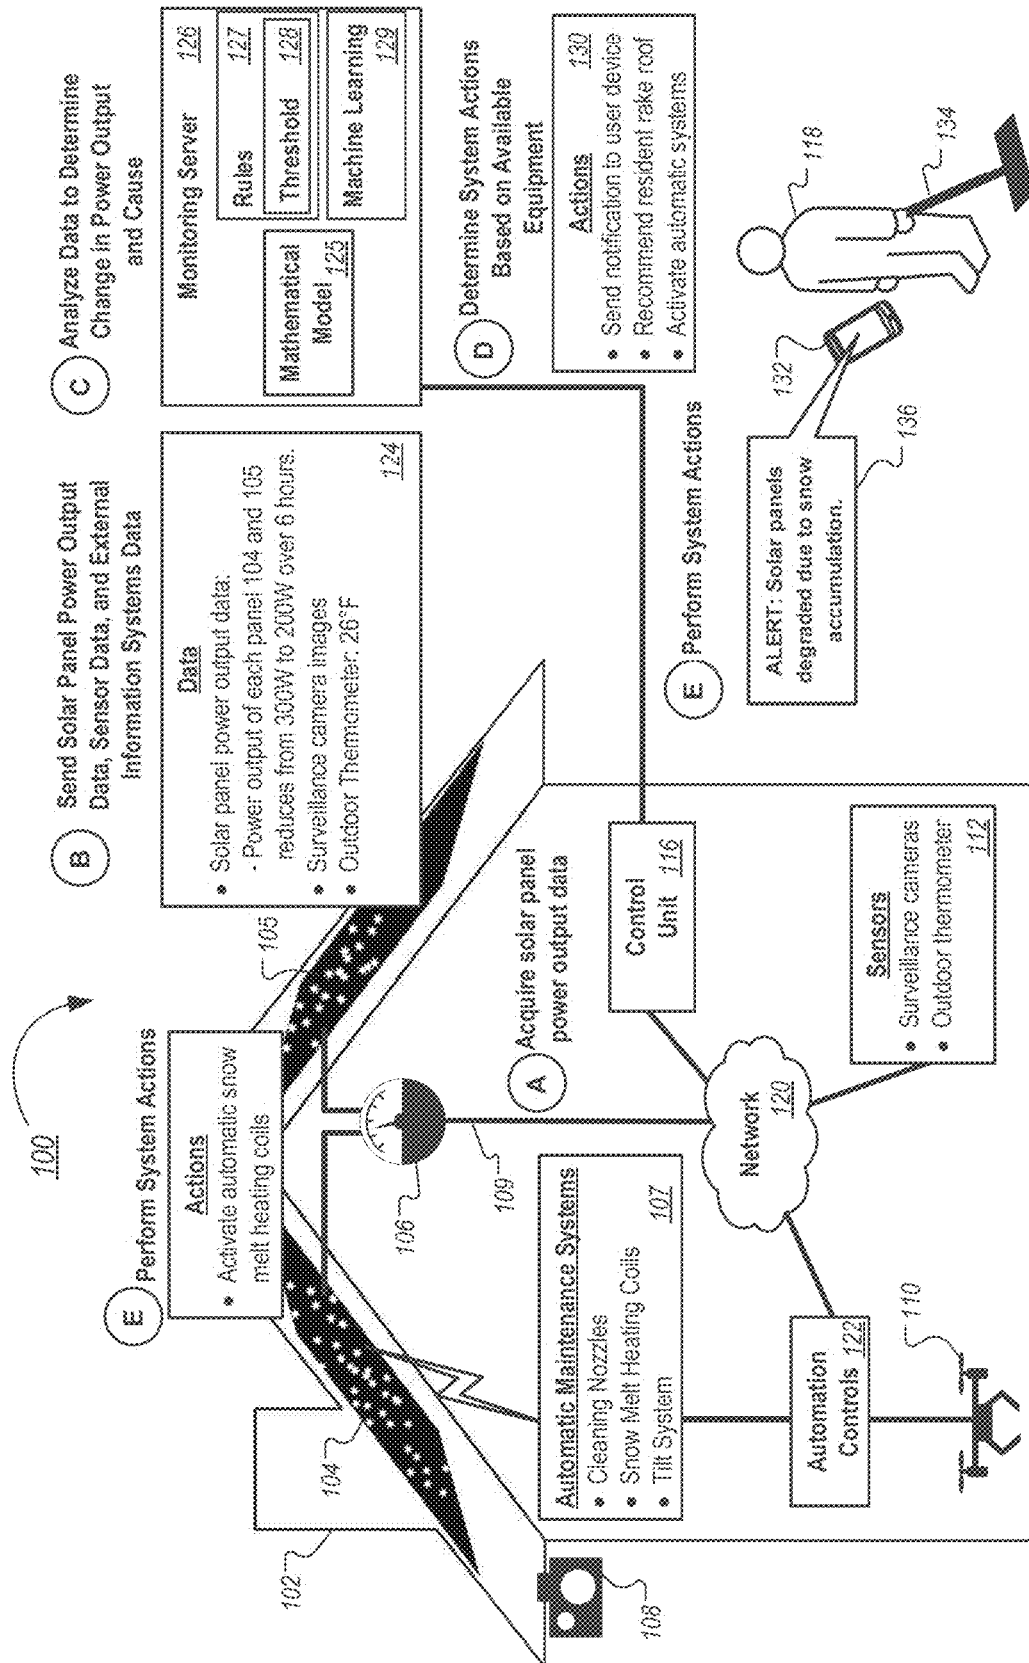 100
C
Analyze Data to Determine
Change in Power Output
and Cause
B
Send Solar Panel Power Output
Data, Sensor Data, and External
Information Systems Data
E
Perform System Actions
Actions
• Activate automatic snow
melt heating coils
102
104
105
Data
• Solar panel power output data:
- Power output of each panel 104 and 105
reduces from 300W to 200W over 6 hours.
• Surveillance camera images
• Outdoor Thermometer: 26°F
124
Monitoring Server
126
Rules
127
Threshold
128
Mathematical
Model
125
Machine Learning
129
106
109
A
Acquire solar panel
power output data
D
Determine System Actions
Based on Available
Equipment
Actions
130
• Send notification to user device
• Recommend resident rake roof
• Activate automatic systems
108
Automatic Maintenance Systems
• Cleaning Nozzles
• Snow Melt Heating Coils
• Tilt System
107
Control
Unit
116
Network
120
Automation
Controls
122
110
Sensors
• Surveillance cameras
• Outdoor thermometer
112
E
Perform System Actions
ALERT: Solar panels
degraded due to snow
accumulation.
136
132
118
134